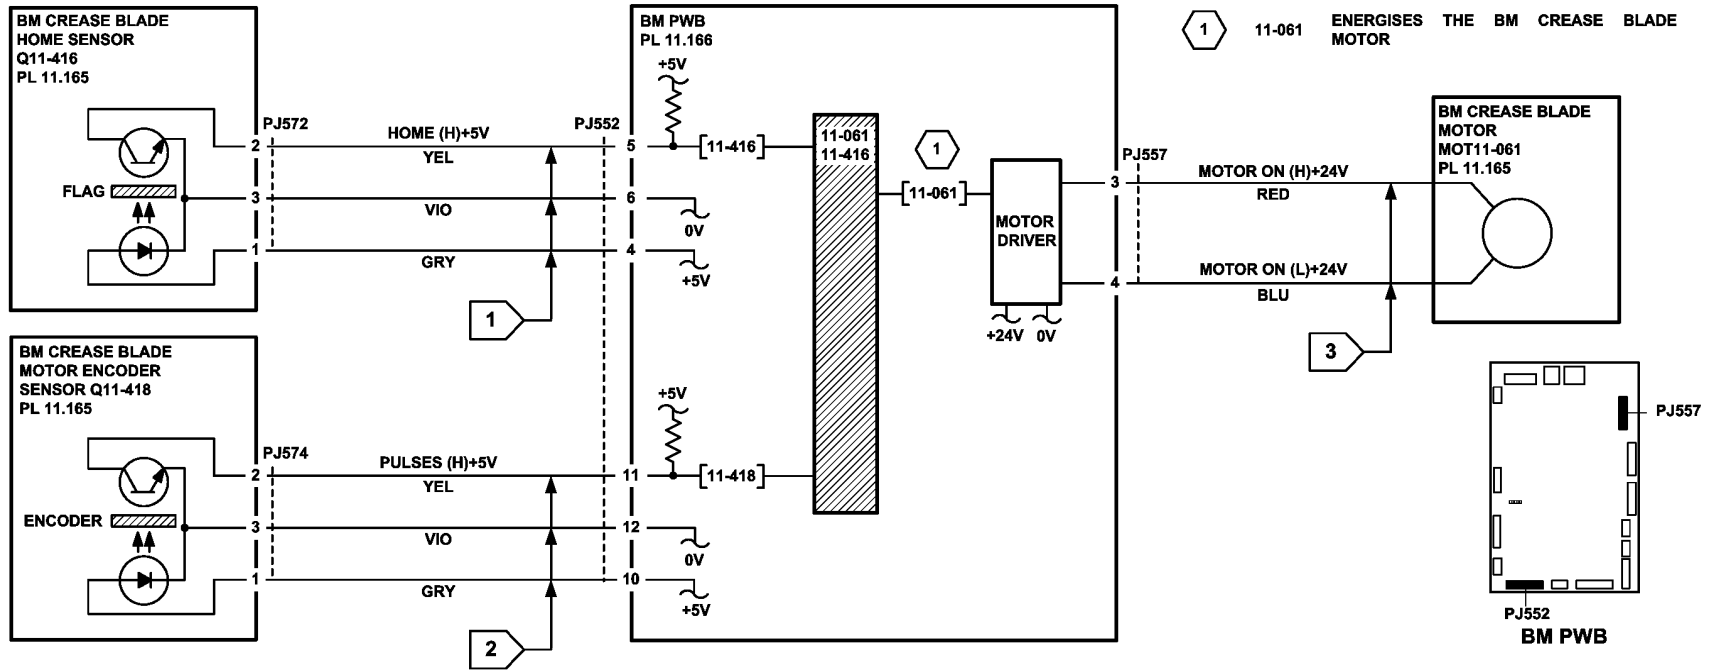 BM CREASE BLADE
HOME SENSOR
Q11-416
PL 11.165
FLAG
2
3
1
PJ572
HOME (H)+5V
YEL
VIO
GRY
1
PJ552
5
6
4
BM PWB
PL 11.166
+5V
[11-416]
0V
+5V
11-061
11-416
1
[11-061]
MOTOR
DRIVER
+24V 0V
PJ557
3
4
MOTOR ON (H)+24V
RED
MOTOR ON (L)+24V
BLU
3
1 11-061 ENERGISES THE BM CREASE BLADE
MOTOR
BM CREASE BLADE
MOTOR
MOT11-061
PL 11.165
BM CREASE BLADE
MOTOR ENCODER
SENSOR Q11-418
PL 11.165
ENCODER
2
3
1
PJ574
PULSES (H)+5V
YEL
VIO
GRY
2
11
12
10
+5V
[11-418]
0V
+5V
PJ557
PJ552
BM PWB